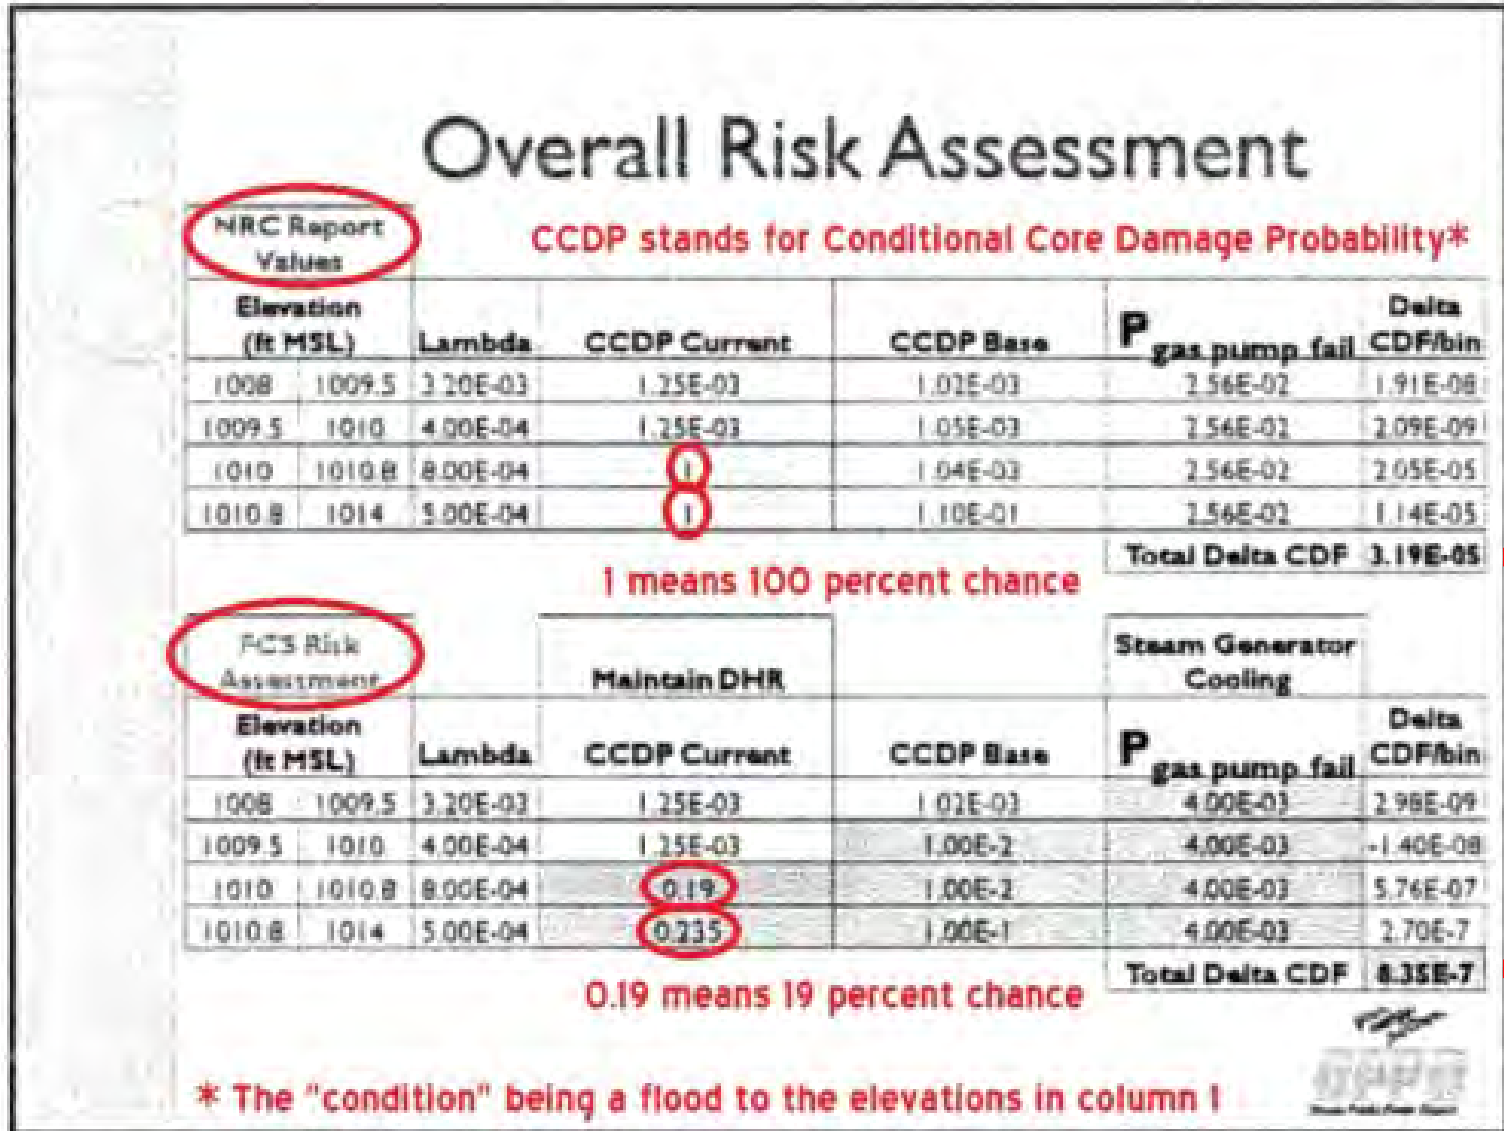 Overall Risk Assessment
NRC Report
Values
CCDP stands for Conditional Core Damage Probability*
Elevation
(ft MSL) Lambda CCDP Current CCDP Base P gas pump fail Delta CDF/bin
1008 1009.5 3.20E-03 1.25E-03 1.02E-03 2.56E-02 1.91E-08
1009.5 1010 4.00E-04 1.25E-03 1.05E-03 2.56E-02 2.09E-09
1010 1010.8 8.00E-04 1 1.04E-03 2.56E-02 2.05E-05
1010.8 1014 5.00E-04 1 1.10E-01 2.56E-02 1.14E-05
Total Delta CDF 3.19E-05
1 means 100 percent chance
FCS Risk
Assessment Maintain DHR Steam Generator Cooling
Elevation
(ft MSL) Lambda CCDP Current CCDP Base P gas pump fail Delta CDF/bin
1008 1009.5 3.20E-03 1.25E-03 1.02E-03 4.00E-03 2.98E-09
1009.5 1010 4.00E-04 1.25E-03 1.00E-2 4.00E-03 -1.40E-08
1010 1010.8 8.00E-04 0.19 1.00E-2 4.00E-03 5.76E-07
1010.8 1014 5.00E-04 0.235 1.00E-1 4.00E-03 2.70E-7
Total Delta CDF 8.35E-7
0.19 means 19 percent chance
* The "condition" being a flood to the elevations in column 1
OPPD
Omaha Public Power District